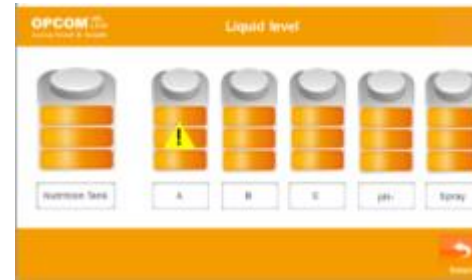 OPCOM
Liquid level
Nutrition Tank
A
B
pH-
Spray